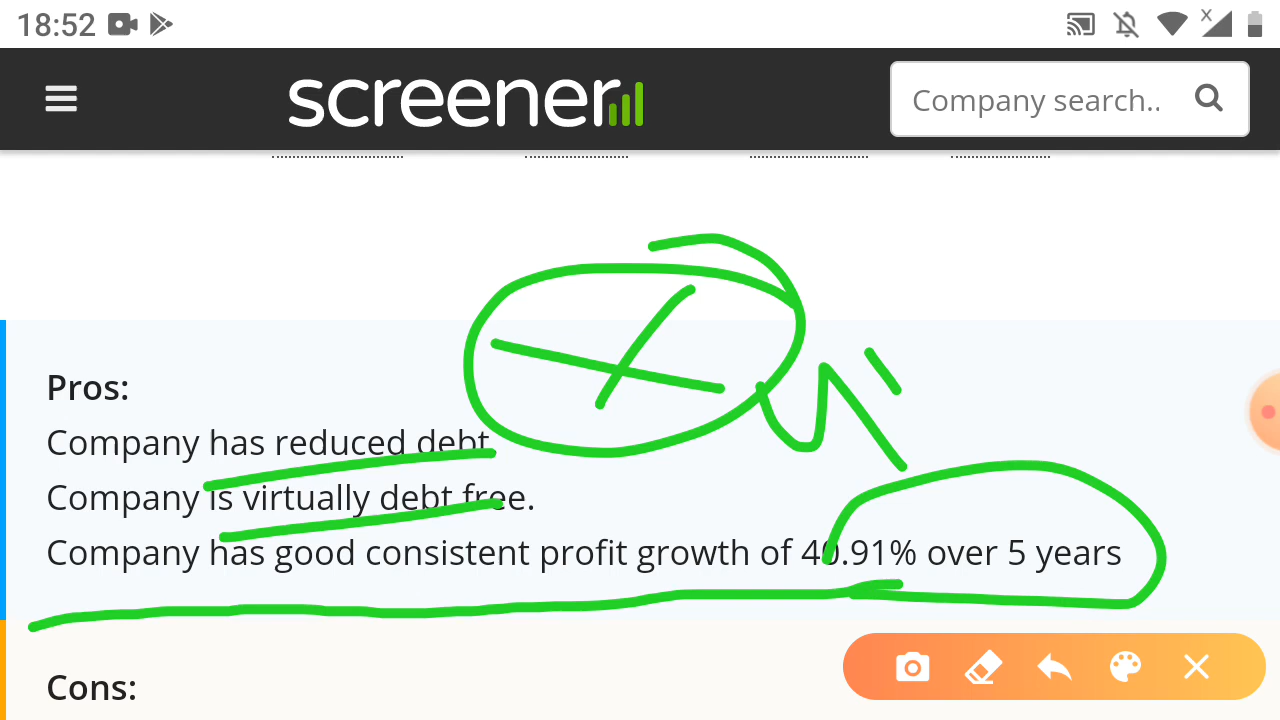 18:52
screener
Company search..
Pros:
Company has reduced debt.
Company is virtually debt free.
Company has good consistent profit growth of 40.91% over 5 years
Cons: